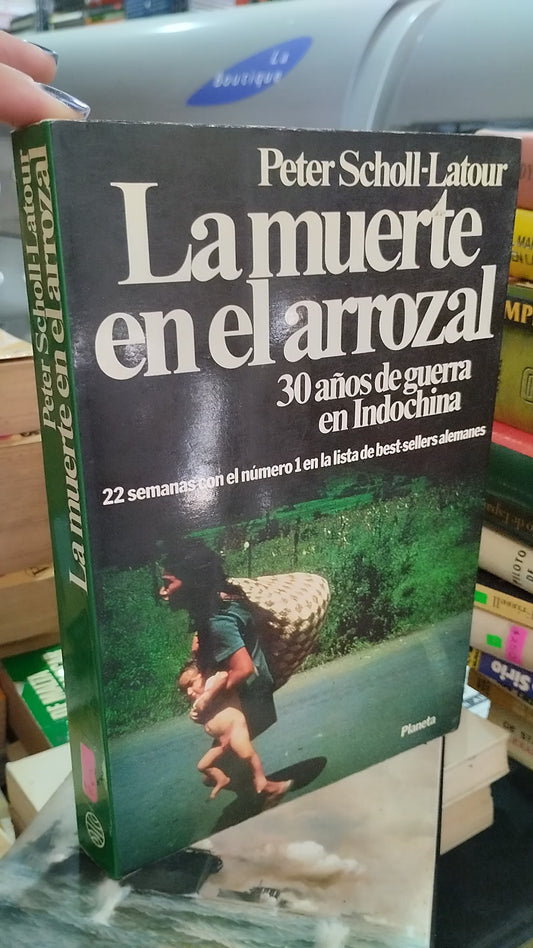 La
Boutique
Peter Scholl-Latour
La muerte
en el arrozal
30 años de guerra
en Indochina
22 semanas con el número 1 en la lista de best-sellers alemanes
Planeta
Peter Scholl-Latour
La muerte en el arrozal
Sirio